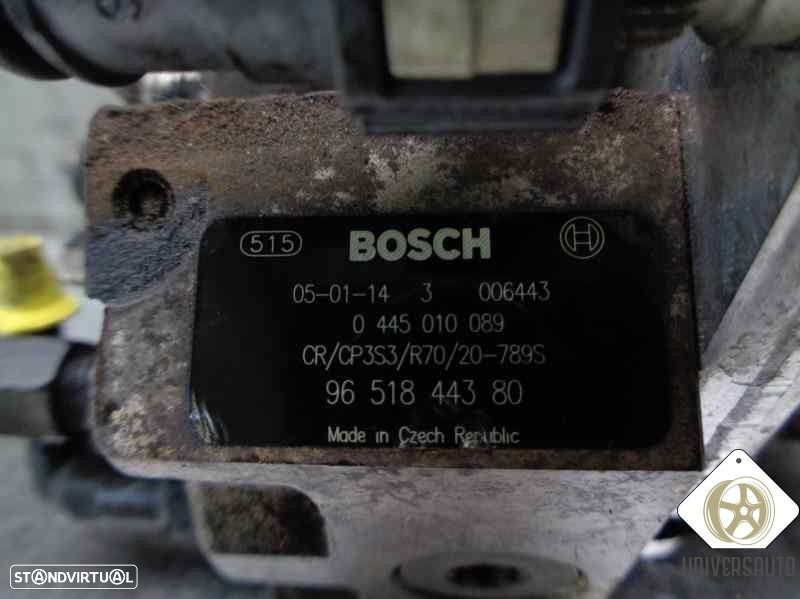 515 BOSCH
05-01-14 3 006443
0 445 010 089
CR/CP3S3/R70/20-789S
96 518 443 80
Made in Czech Republic
UNIVERSAUTO
STANDVIRTUAL